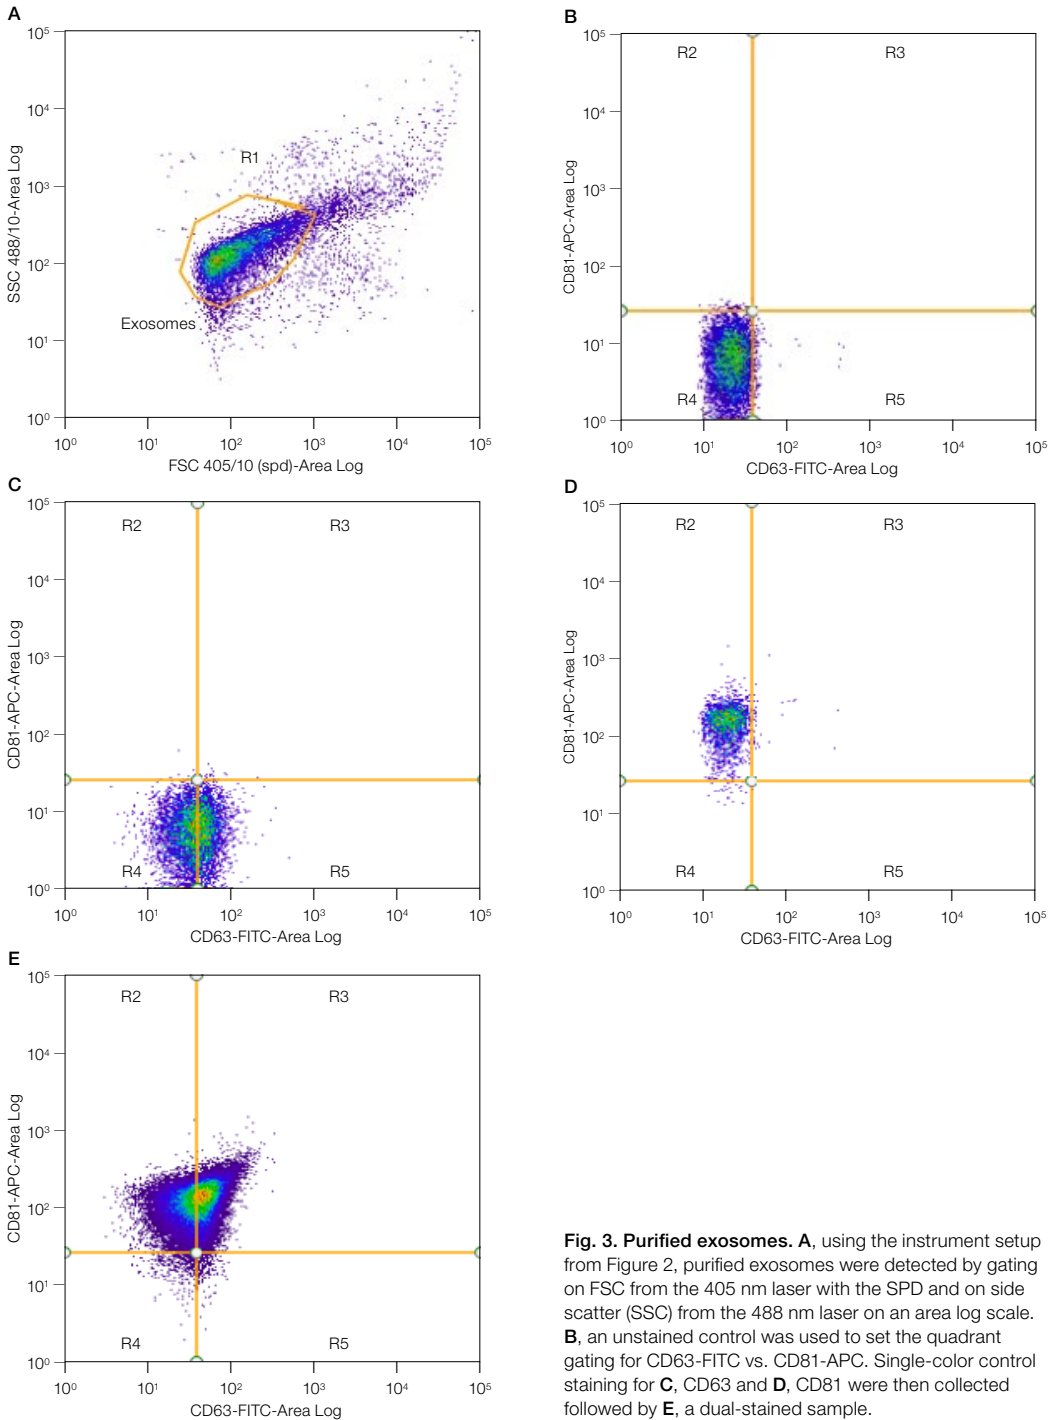 A
10⁵
10⁴
10³
10²
10¹
10⁰
SSC 488/10-Area Log
R1
Exosomes
10⁰ 10¹ 10² 10³ 10⁴ 10⁵
FSC 405/10 (spd)-Area Log
B
10⁵
10⁴
10³
10²
10¹
10⁰
CD81-APC-Area Log
R2 R3
R4 R5
10⁰ 10¹ 10² 10³ 10⁴ 10⁵
CD63-FITC-Area Log
C
10⁵
10⁴
10³
10²
10¹
10⁰
CD81-APC-Area Log
R2 R3
R4 R5
10⁰ 10¹ 10² 10³ 10⁴ 10⁵
CD63-FITC-Area Log
D
10⁵
10⁴
10³
10²
10¹
10⁰
CD81-APC-Area Log
R2 R3
R4 R5
10⁰ 10¹ 10² 10³ 10⁴ 10⁵
CD63-FITC-Area Log
E
10⁵
10⁴
10³
10²
10¹
10⁰
CD81-APC-Area Log
R2 R3
R4 R5
10⁰ 10¹ 10² 10³ 10⁴ 10⁵
CD63-FITC-Area Log
Fig. 3. Purified exosomes. A, using the instrument setup
from Figure 2, purified exosomes were detected by gating
on FSC from the 405 nm laser with the SPD and on side
scatter (SSC) from the 488 nm laser on an area log scale.
B, an unstained control was used to set the quadrant
gating for CD63-FITC vs. CD81-APC. Single-color control
staining for C, CD63 and D, CD81 were then collected
followed by E, a dual-stained sample.